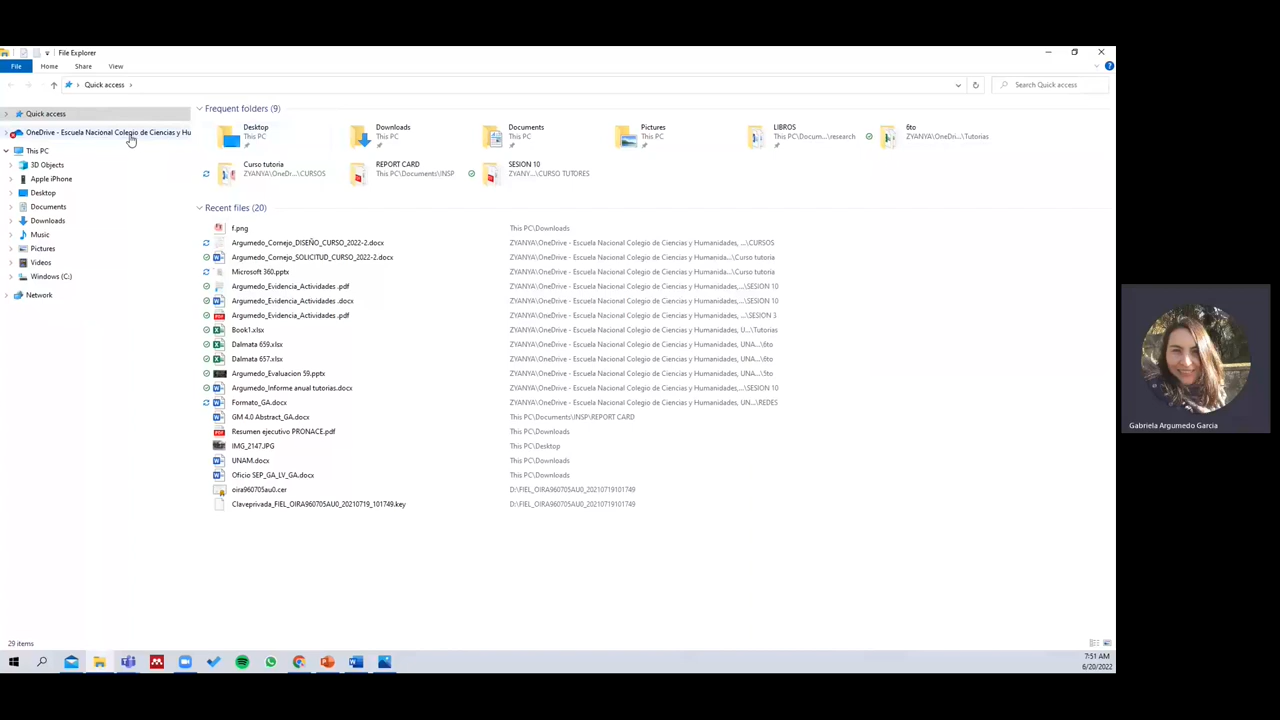 File Explorer
File Home Share View
Quick access
Search Quick access
Quick access
OneDrive - Escuela Nacional Colegio de Ciencias y Hu
This PC
3D Objects
Apple iPhone
Desktop
Documents
Downloads
Music
Pictures
Videos
Windows (C:)
Network
Frequent folders (9)
Desktop
This PC
Downloads
This PC
Documents
This PC
Pictures
This PC
LIBROS
This PC\Docum...\research
6to
ZYANYA\OneDri...\Tutorias
Curso tutoria
ZYANYA\OneDr...\CURSOS
REPORT CARD
This PC\Documents\INSP
SESION 10
ZYANY...\CURSO TUTORES
Recent files (20)
f.png This PC\Downloads
Argumedo_Cornejo_DISEÑO_CURSO_2022-2.docx ZYANYA\OneDrive - Escuela Nacional Colegio de Ciencias y Humanidades, ...\CURSOS
Argumedo_Cornejo_SOLICITUD_CURSO_2022-2.docx ZYANYA\OneDrive - Escuela Nacional Colegio de Ciencias y Humanida...\Curso tutoria
Microsoft 360.pptx ZYANYA\OneDrive - Escuela Nacional Colegio de Ciencias y Humanida...\Curso tutoria
Argumedo_Evidencia_Actividades .pdf ZYANYA\OneDrive - Escuela Nacional Colegio de Ciencias y Humanidades,...\SESION 10
Argumedo_Evidencia_Actividades .docx ZYANYA\OneDrive - Escuela Nacional Colegio de Ciencias y Humanidades,...\SESION 10
Argumedo_Evidencia_Actividades .pdf ZYANYA\OneDrive - Escuela Nacional Colegio de Ciencias y Humanidades, ...\SESION 3
Book1.xlsx ZYANYA\OneDrive - Escuela Nacional Colegio de Ciencias y Humanidades, U...\Tutorias
Dalmata 659.xlsx ZYANYA\OneDrive - Escuela Nacional Colegio de Ciencias y Humanidades, UNA...\6to
Dalmata 657.xlsx ZYANYA\OneDrive - Escuela Nacional Colegio de Ciencias y Humanidades, UNA...\6to
Argumedo_Evaluacion 59.pptx ZYANYA\OneDrive - Escuela Nacional Colegio de Ciencias y Humanidades, UNA...\5to
Argumedo_Informe anual tutorias.docx ZYANYA\OneDrive - Escuela Nacional Colegio de Ciencias y Humanidades,...\SESION 10
Formato_GA.docx ZYANYA\OneDrive - Escuela Nacional Colegio de Ciencias y Humanidades, UN...\REDES
GM 4.0 Abstract_GA.docx This PC\Documents\INSP\REPORT CARD
Resumen ejecutivo PRONACE.pdf This PC\Downloads
IMG_2147.JPG This PC\Desktop
UNAM.docx This PC\Downloads
Oficio SEP_GA_LV_GA.docx This PC\Downloads
oira960705au0.cer D:\FIEL_OIRA960705AU0_20210719101749
Claveprivada_FIEL_OIRA960705AU0_20210719_101749.key D:\FIEL_OIRA960705AU0_20210719101749
Gabriela Argumedo Garcia
29 items
7:51 AM
6/20/2022